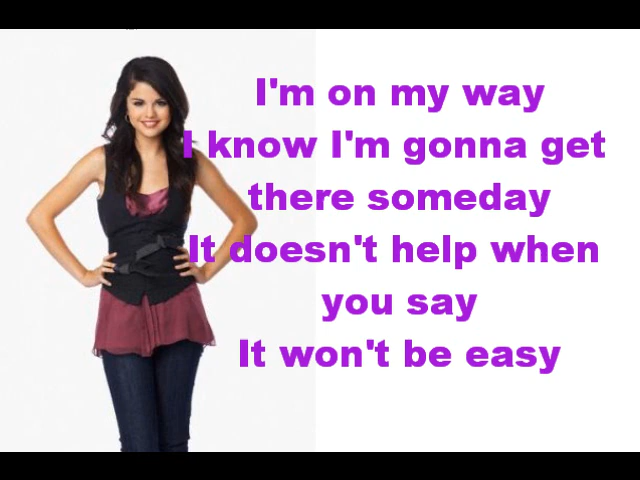 I'm on my way
I know I'm gonna get
there someday
It doesn't help when
you say
It won't be easy